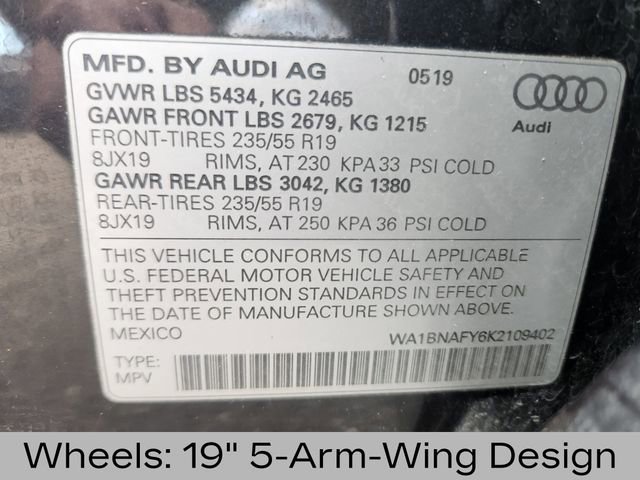 MFD. BY AUDI AG 0519
GVWR LBS 5434, KG 2465
GAWR FRONT LBS 2679, KG 1215
FRONT-TIRES 235/55 R19
8JX19 RIMS, AT 230 KPA 33 PSI COLD
GAWR REAR LBS 3042, KG 1380
REAR-TIRES 235/55 R19
8JX19 RIMS, AT 250 KPA 36 PSI COLD
Audi
THIS VEHICLE CONFORMS TO ALL APPLICABLE
U.S. FEDERAL MOTOR VEHICLE SAFETY AND
THEFT PREVENTION STANDARDS IN EFFECT ON
THE DATE OF MANUFACTURE SHOWN ABOVE.
MEXICO WA1BNAFY6K2109402
TYPE:
MPV
Wheels: 19" 5-Arm-Wing Design